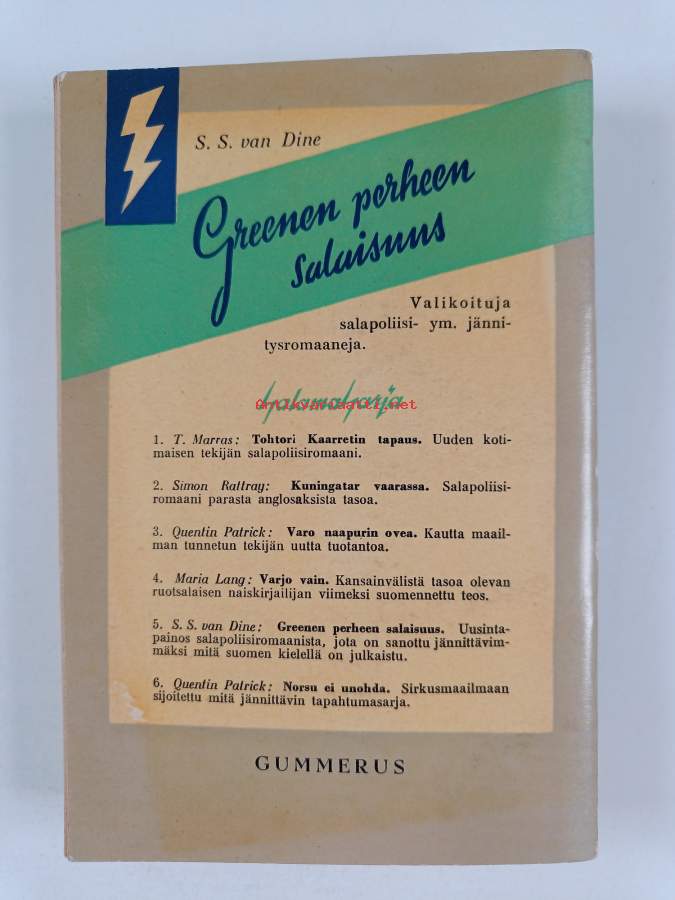 S. S. van Dine
Greenen perheen
salaisuus
Valikoituja
salapoliisi- ym. jänni-
tysromaaneja.
salamasarja
Antikvariaatti.net
1. T. Marras: Tohtori Kaarretin tapaus. Uuden koti-
maisen tekijän salapoliisiromaani.
2. Simon Rattray: Kuningatar vaarassa. Salapoliisi-
romaani parasta anglosaksista tasoa.
3. Quentin Patrick: Varo naapurin ovea. Kautta maail-
man tunnetun tekijän uutta tuotantoa.
4. Maria Lang: Varjo vain. Kansainvälistä tasoa olevan
ruotsalaisen naiskirjailijan viimeksi suomennettu teos.
5. S. S. van Dine: Greenen perheen salaisuus. Uusinta-
painos salapoliisiromaanista, jota on sanottu jännittävim-
mäksi mitä suomen kielellä on julkaistu.
6. Quentin Patrick: Norsu ei unohda. Sirkusmaailmaan
sijoitettu mitä jännittävin tapahtumasarja.
GUMMERUS